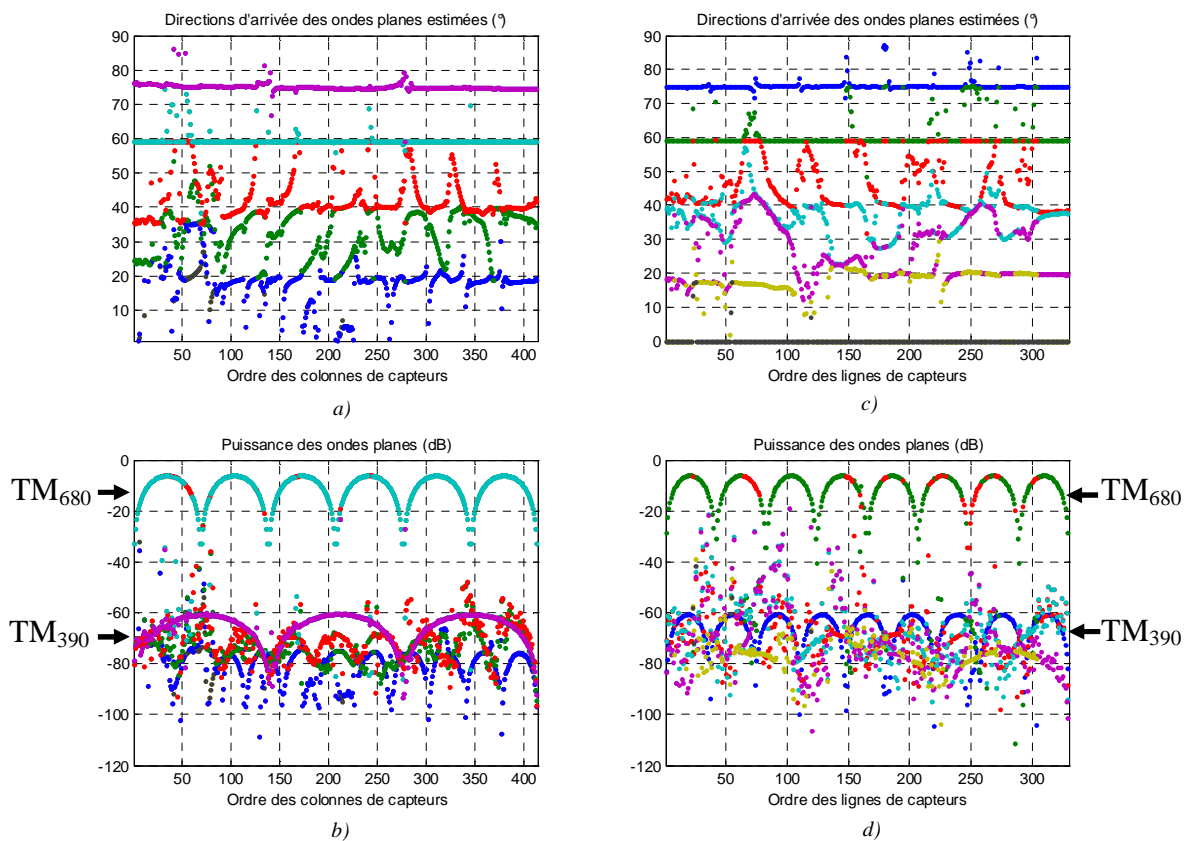 Directions d'arrivée des ondes planes estimées (°)
90
80
70
60
50
40
30
20
10
50 100 150 200 250 300 350 400
Ordre des colonnes de capteurs
a)
Directions d'arrivée des ondes planes estimées (°)
90
80
70
60
50
40
30
20
10
0
50 100 150 200 250 300
Ordre des lignes de capteurs
c)
Puissance des ondes planes (dB)
0
-20
-40
-60
-80
-100
-120
TM680
TM390
50 100 150 200 250 300 350 400
Ordre des colonnes de capteurs
b)
Puissance des ondes planes (dB)
0
-20
-40
-60
-80
-100
-120
TM680
TM390
50 100 150 200 250 300
Ordre des lignes de capteurs
d)